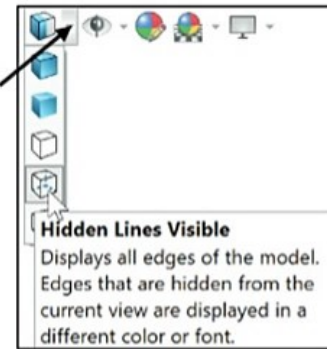 Hidden Lines Visible
Displays all edges of the model.
Edges that are hidden from the
current view are displayed in a
different color or font.